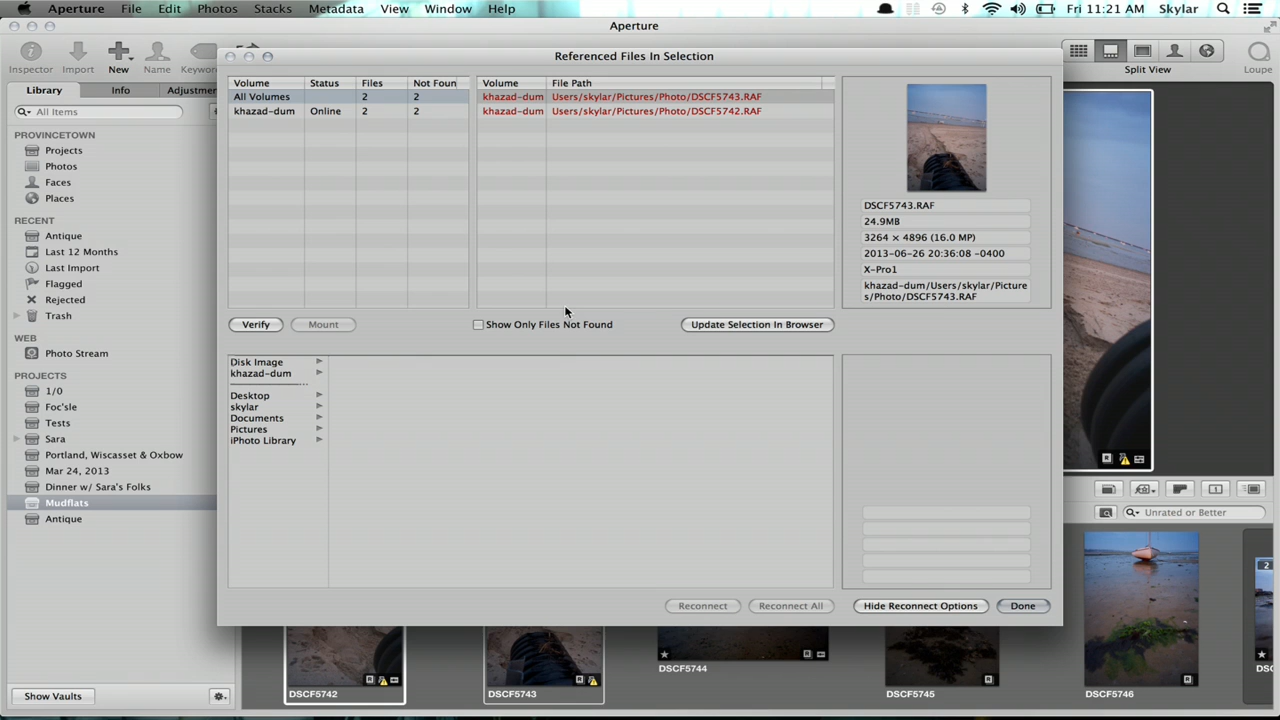 Aperture File Edit Photos Stacks Metadata View Window Help Fri 11:21 AM Skylar
Aperture
Inspector Import New Name Keywor Split View Loupe
Referenced Files In Selection
Library Info Adjustmen
All Items
PROVINCETOWN
Projects
Photos
Faces
Places
RECENT
Antique
Last 12 Months
Last Import
Flagged
Rejected
Trash
WEB
Photo Stream
PROJECTS
1/0
Foc'sle
Tests
Sara
Portland, Wiscasset & Oxbow
Mar 24, 2013
Dinner w/ Sara's Folks
Mudflats
Antique
Show Vaults
Volume Status Files Not Foun
All Volumes 2 2
khazad-dum Online 2 2
Volume File Path
khazad-dum Users/skylar/Pictures/Photo/DSCF5743.RAF
khazad-dum Users/skylar/Pictures/Photo/DSCF5742.RAF
DSCF5743.RAF
24.9MB
3264 × 4896 (16.0 MP)
2013-06-26 20:36:08 -0400
X-Pro1
khazad-dum/Users/skylar/Picture
s/Photo/DSCF5743.RAF
Verify Mount Show Only Files Not Found Update Selection In Browser
Disk Image
khazad-dum
Desktop
skylar
Documents
Pictures
iPhoto Library
Reconnect Reconnect All Hide Reconnect Options Done
1
Unrated or Better
2
DSCF5742 DSCF5743 DSCF5744 DSCF5745 DSCF5746